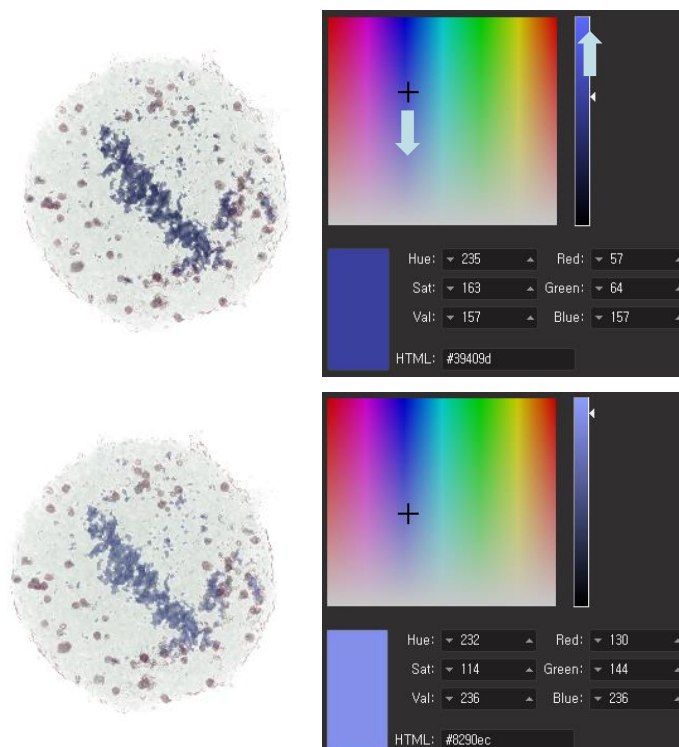 Hue: 235 Red: 57
Sat: 163 Green: 64
Val: 157 Blue: 157
HTML: #39409d
Hue: 232 Red: 130
Sat: 114 Green: 144
Val: 236 Blue: 236
HTML: #8290ec